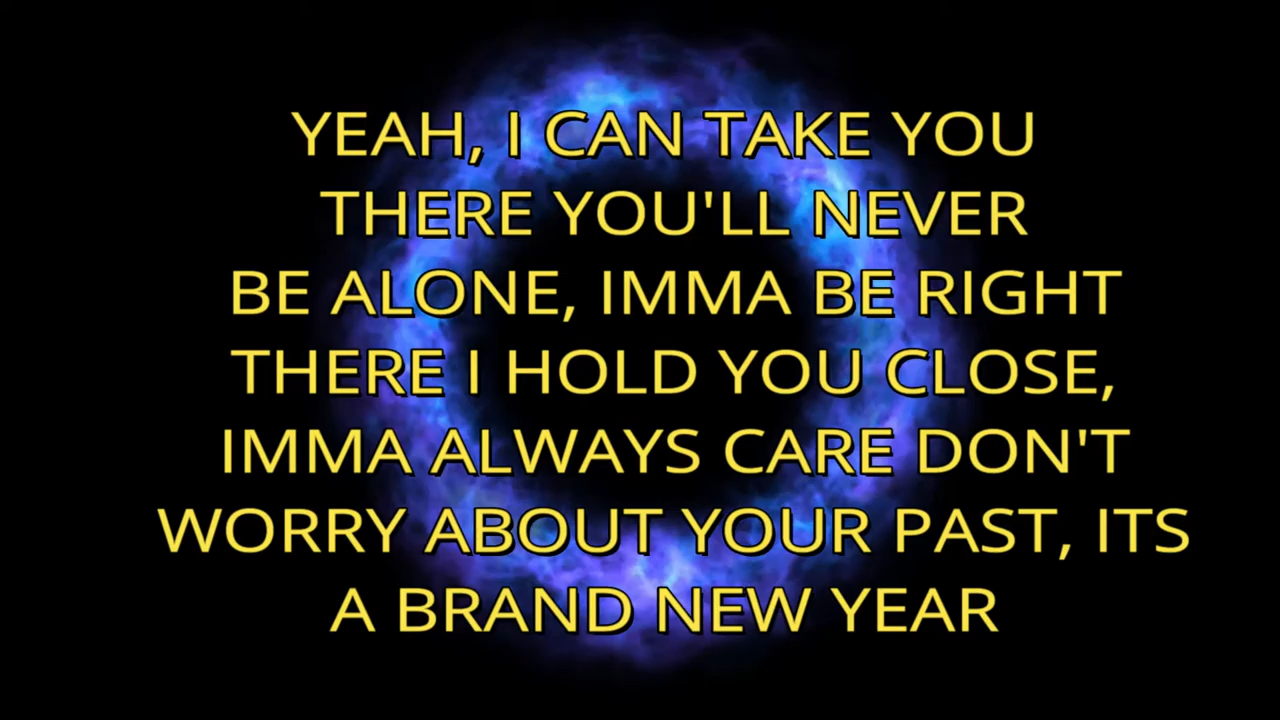 YEAH, I CAN TAKE YOU
THERE YOU'LL NEVER
BE ALONE, IMMA BE RIGHT
THERE I HOLD YOU CLOSE,
IMMA ALWAYS CARE DON'T
WORRY ABOUT YOUR PAST, ITS
A BRAND NEW YEAR